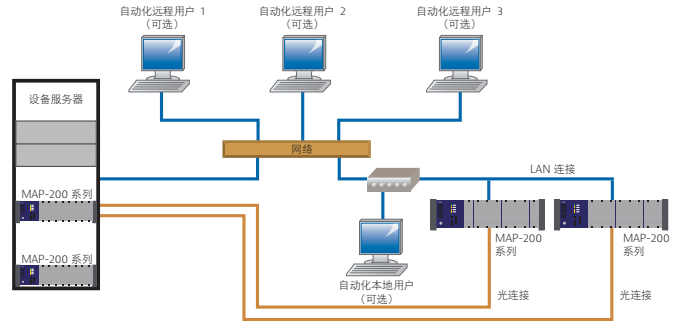 自动化远程用户 1
（可选）
自动化远程用户 2
（可选）
自动化远程用户 3
（可选）
设备服务器
网络
LAN 连接
MAP-200 系列
MAP-200
系列
MAP-200
系列
MAP-200 系列
自动化本地用户
（可选）
光连接
光连接